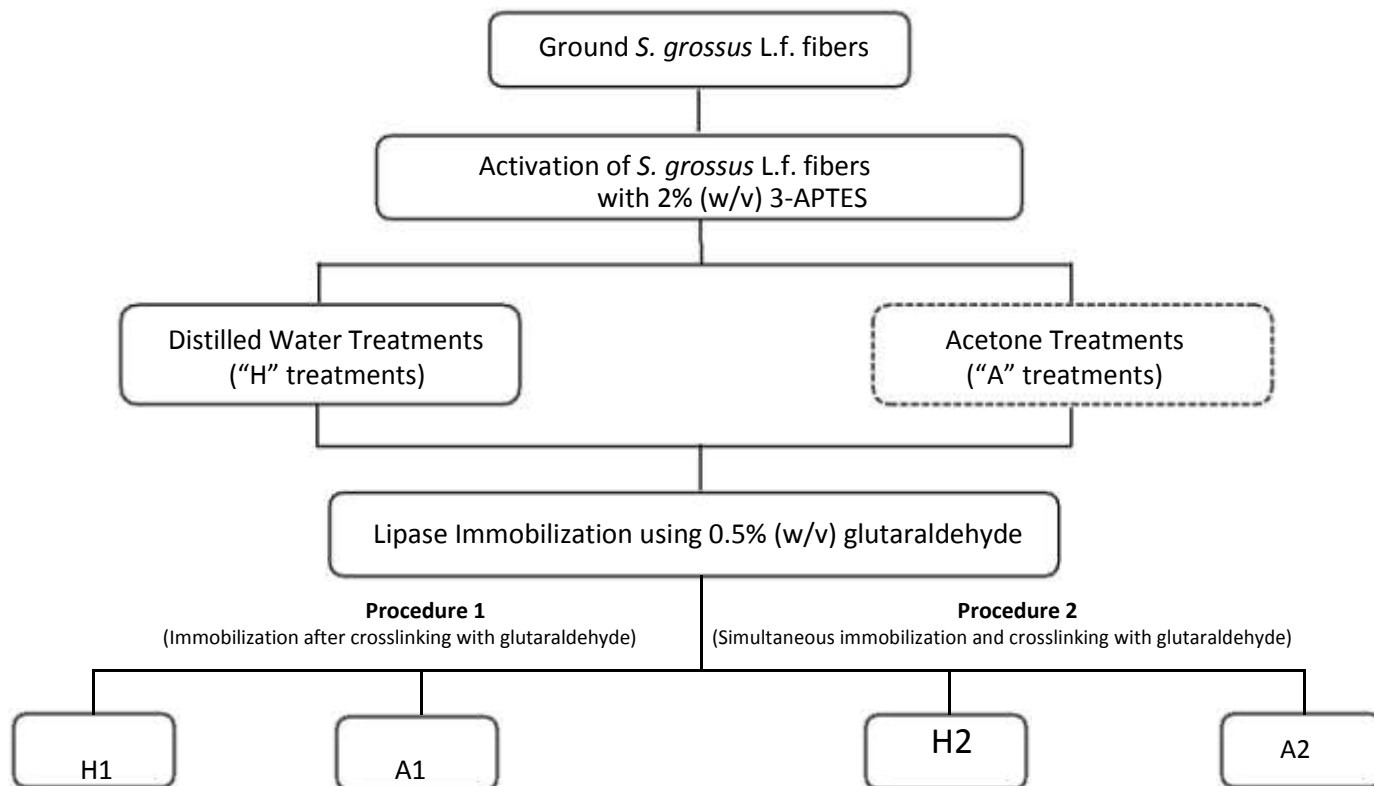 Ground S. grossus L.f. fibers
Activation of S. grossus L.f. fibers
with 2% (w/v) 3-APTES
Distilled Water Treatments
(“H” treatments)
Acetone Treatments
(“A” treatments)
Lipase Immobilization using 0.5% (w/v) glutaraldehyde
Procedure 1
(Immobilization after crosslinking with glutaraldehyde)
Procedure 2
(Simultaneous immobilization and crosslinking with glutaraldehyde)
H1
A1
H2
A2